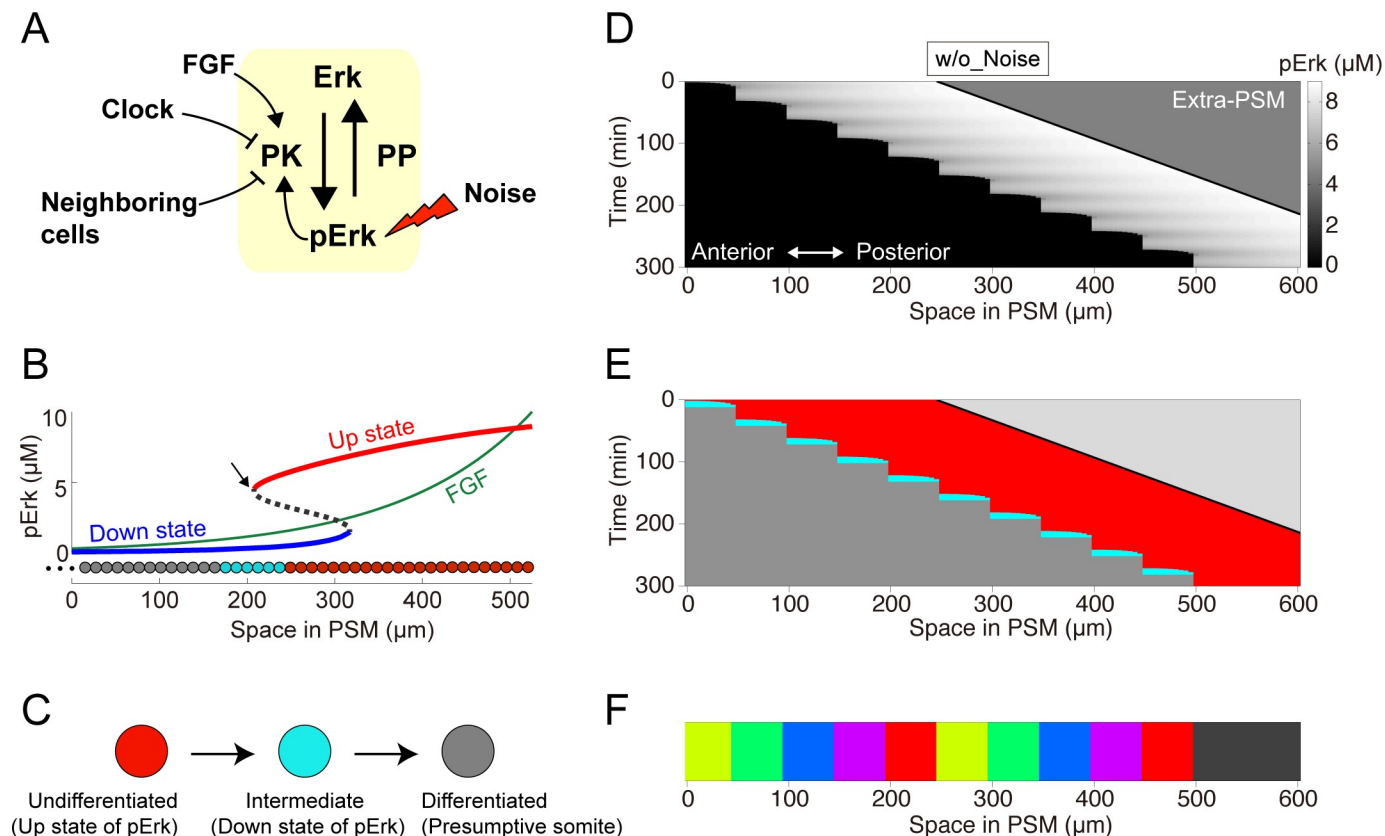 A
FGF
Erk
Clock
PK
PP
Noise
Neighboring
cells
pErk
B
10
5
0
pErk (µM)
Up state
FGF
Down state
0 100 200 300 400 500
Space in PSM (µm)
C
Undifferentiated
(Up state of pErk)
Intermediate
(Down state of pErk)
Differentiated
(Presumptive somite)
D
w/o_Noise
pErk (µM)
Extra-PSM
8
6
4
2
0
0
100
200
300
Time (min)
Anterior
Posterior
0 100 200 300 400 500 600
Space in PSM (µm)
E
0
100
200
300
Time (min)
0 100 200 300 400 500 600
Space in PSM (µm)
F
0 100 200 300 400 500 600
Space in PSM (µm)